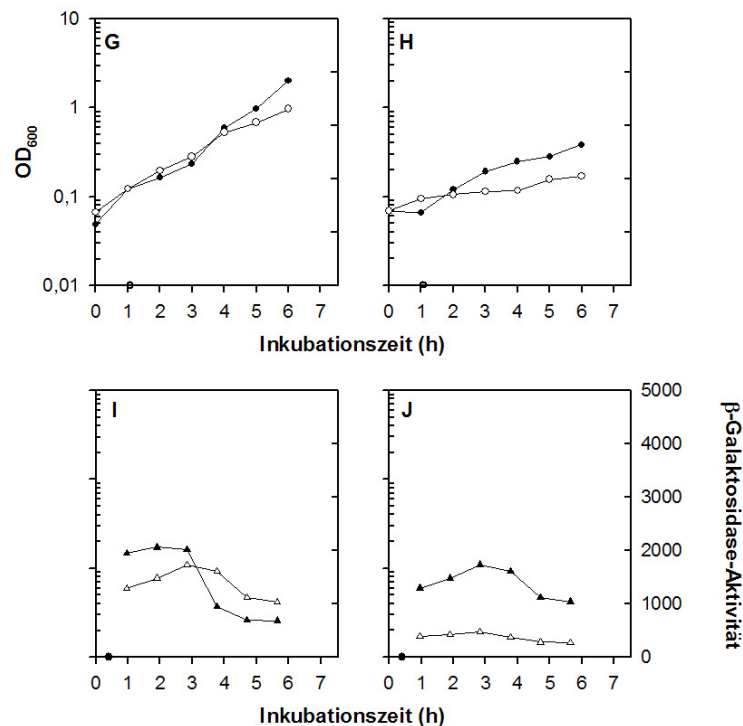 10
1
0,1
0,01
OD600
G
H
0 1 2 3 4 5 6 7
0 1 2 3 4 5 6 7
Inkubationszeit (h)
I
J
5000
4000
3000
2000
1000
0
β-Galaktosidase-Aktivität
0 1 2 3 4 5 6 7
0 1 2 3 4 5 6 7
Inkubationszeit (h)